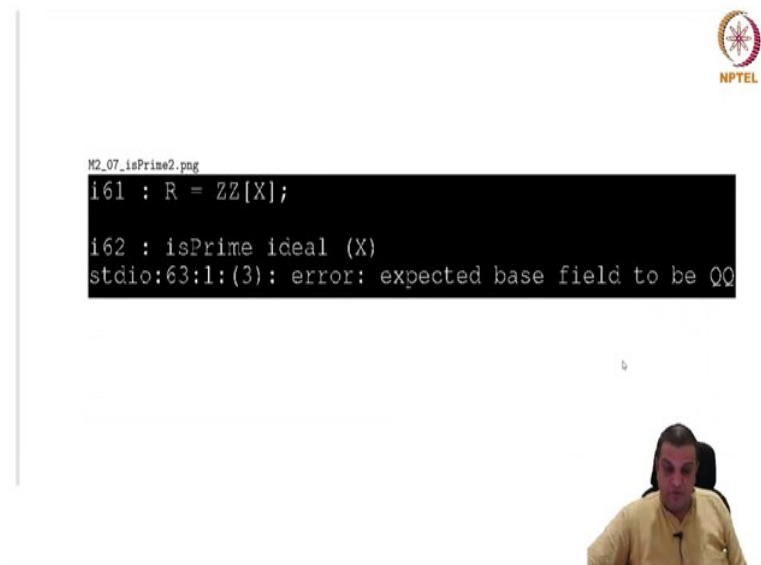 NPTEL
M2_07_isPrime2.png
i61 : R = ZZ[X];
i62 : isPrime ideal (X)
stdio:63:1:(3): error: expected base field to be QQ